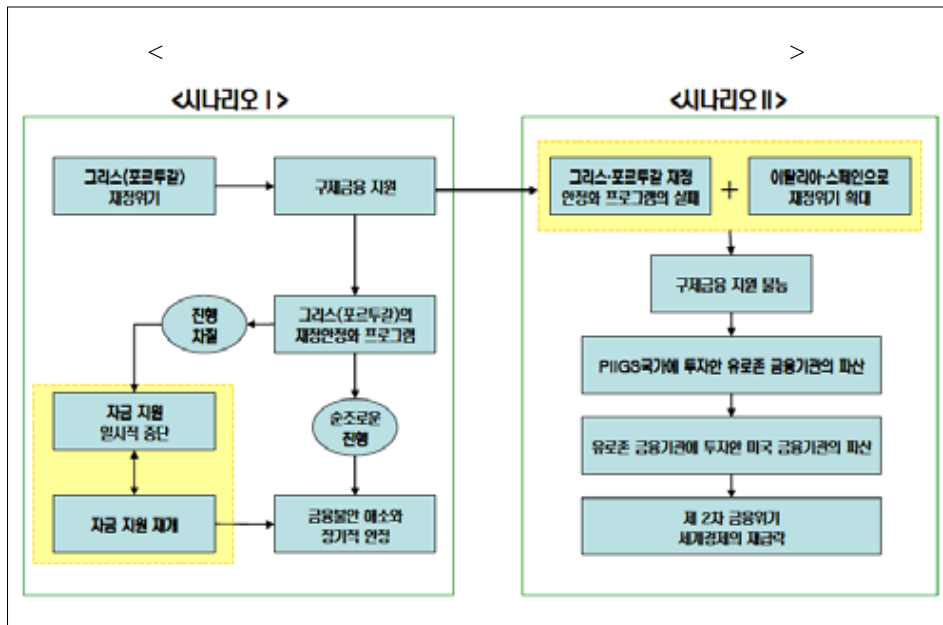 < >
<시나리오 Ⅰ>
그리스(포르투갈)
재정위기
구제금융 지원
그리스(포르투갈)의
재정안정화 프로그램
진행
차질
자금 지원
일시적 중단
순조로운
진행
자금 지원 재개
금융불안 해소와
장기적 안정
<시나리오 Ⅱ>
그리스·포르투갈 재정
안정화 프로그램의 실패
+
이탈리아·스페인으로
재정위기 확대
구제금융 지원 불능
PIIGS국가에 투자한 유로존 금융기관의 파산
유로존 금융기관에 투자한 미국 금융기관의 파산
제 2차 금융위기
세계경제의 재급락